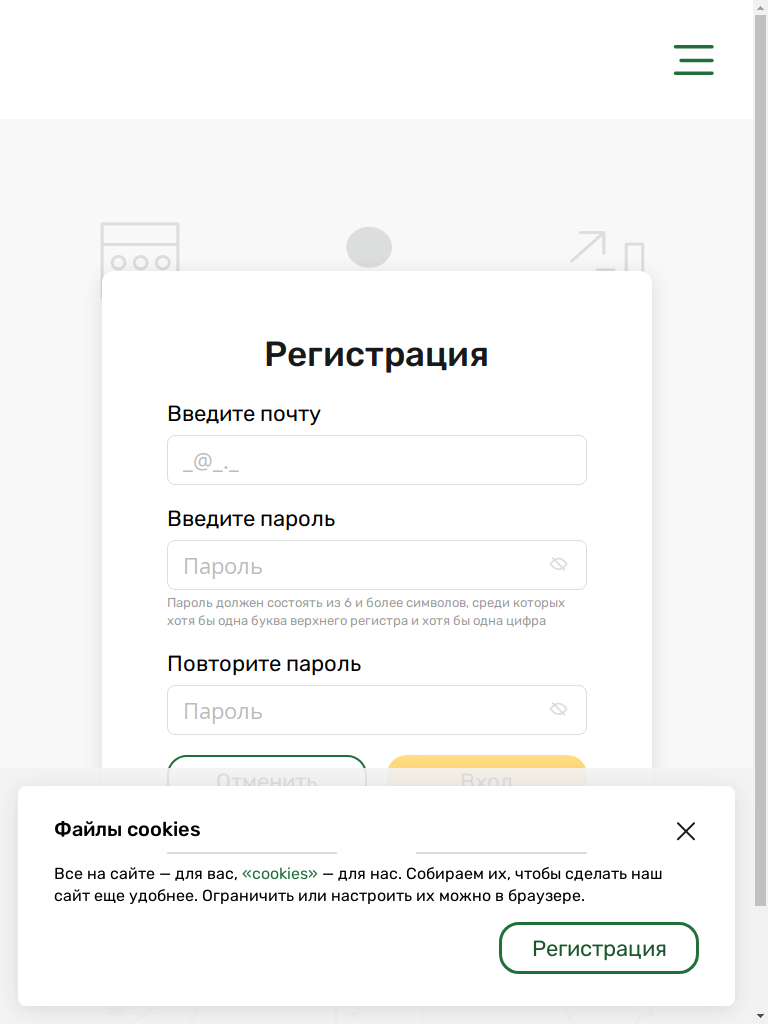 Регистрация
Введите почту
_@_._
Введите пароль
Пароль
Пароль должен состоять из 6 и более символов, среди которых
хотя бы одна буква верхнего регистра и хотя бы одна цифра
Повторите пароль
Пароль
Отменить
Вход
Файлы cookies
Все на сайте — для вас, «cookies» — для нас. Собираем их, чтобы сделать наш
сайт еще удобнее. Ограничить или настроить их можно в браузере.
Регистрация